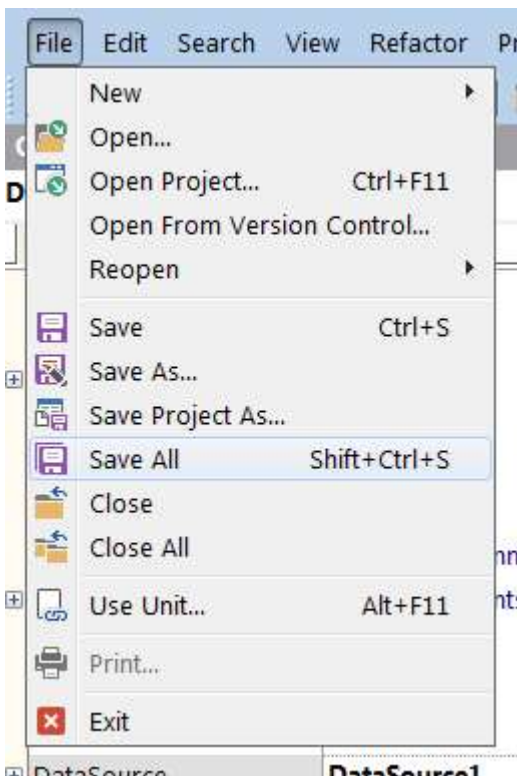 File Edit Search View Refactor
New
Open...
Open Project... Ctrl+F11
Open From Version Control...
Reopen
Save Ctrl+S
Save As...
Save Project As...
Save All Shift+Ctrl+S
Close
Close All
Use Unit... Alt+F11
Print...
Exit
DataSource DataSource1